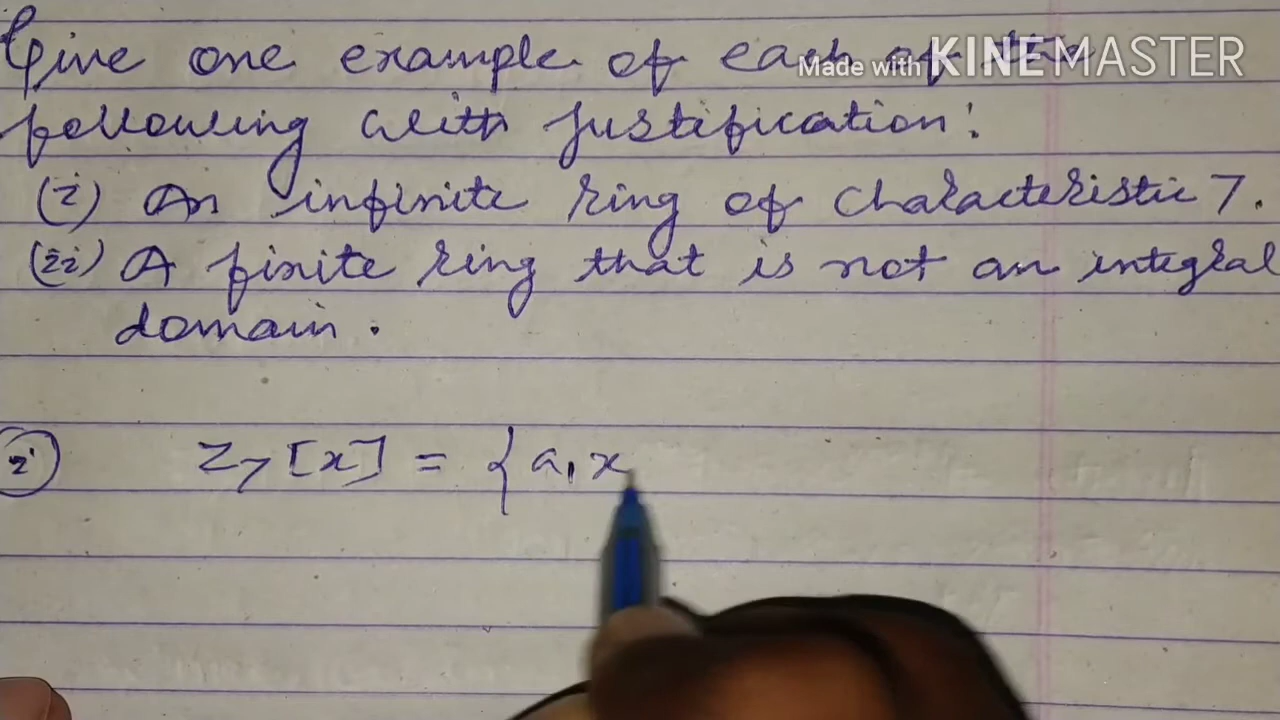 Give one example of each of the
Made with KINEMASTER
following with justification:
(i) An infinite ring of characteristic 7.
(ii) A finite ring that is not an integral
domain.
(i) Z7 [x] = { a1 x